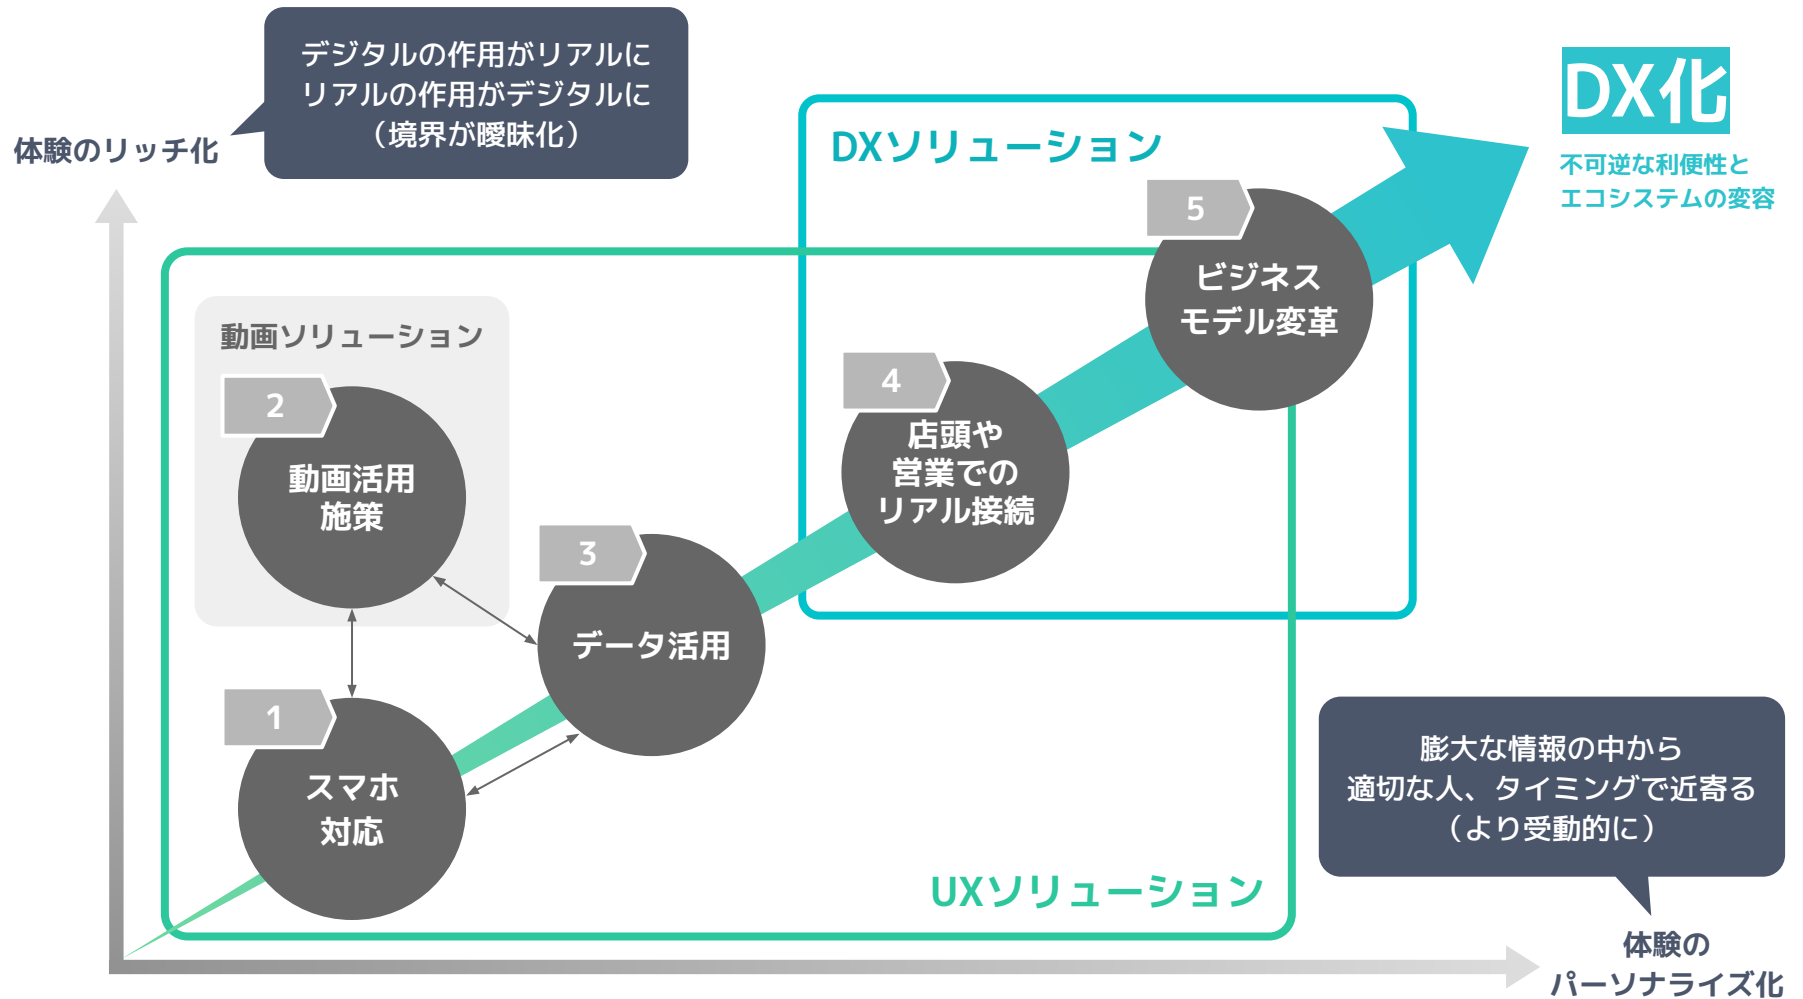 デジタルの作用がリアルに
リアルの作用がデジタルに
（境界が曖昧化）
体験のリッチ化
DX化
不可逆な利便性と
エコシステムの変容
DXソリューション
5
ビジネス
モデル変革
動画ソリューション
2
動画活用
施策
4
店頭や
営業での
リアル接続
3
データ活用
1
スマホ
対応
UXソリューション
膨大な情報の中から
適切な人、タイミングで近寄る
（より受動的に）
体験の
パーソナライズ化